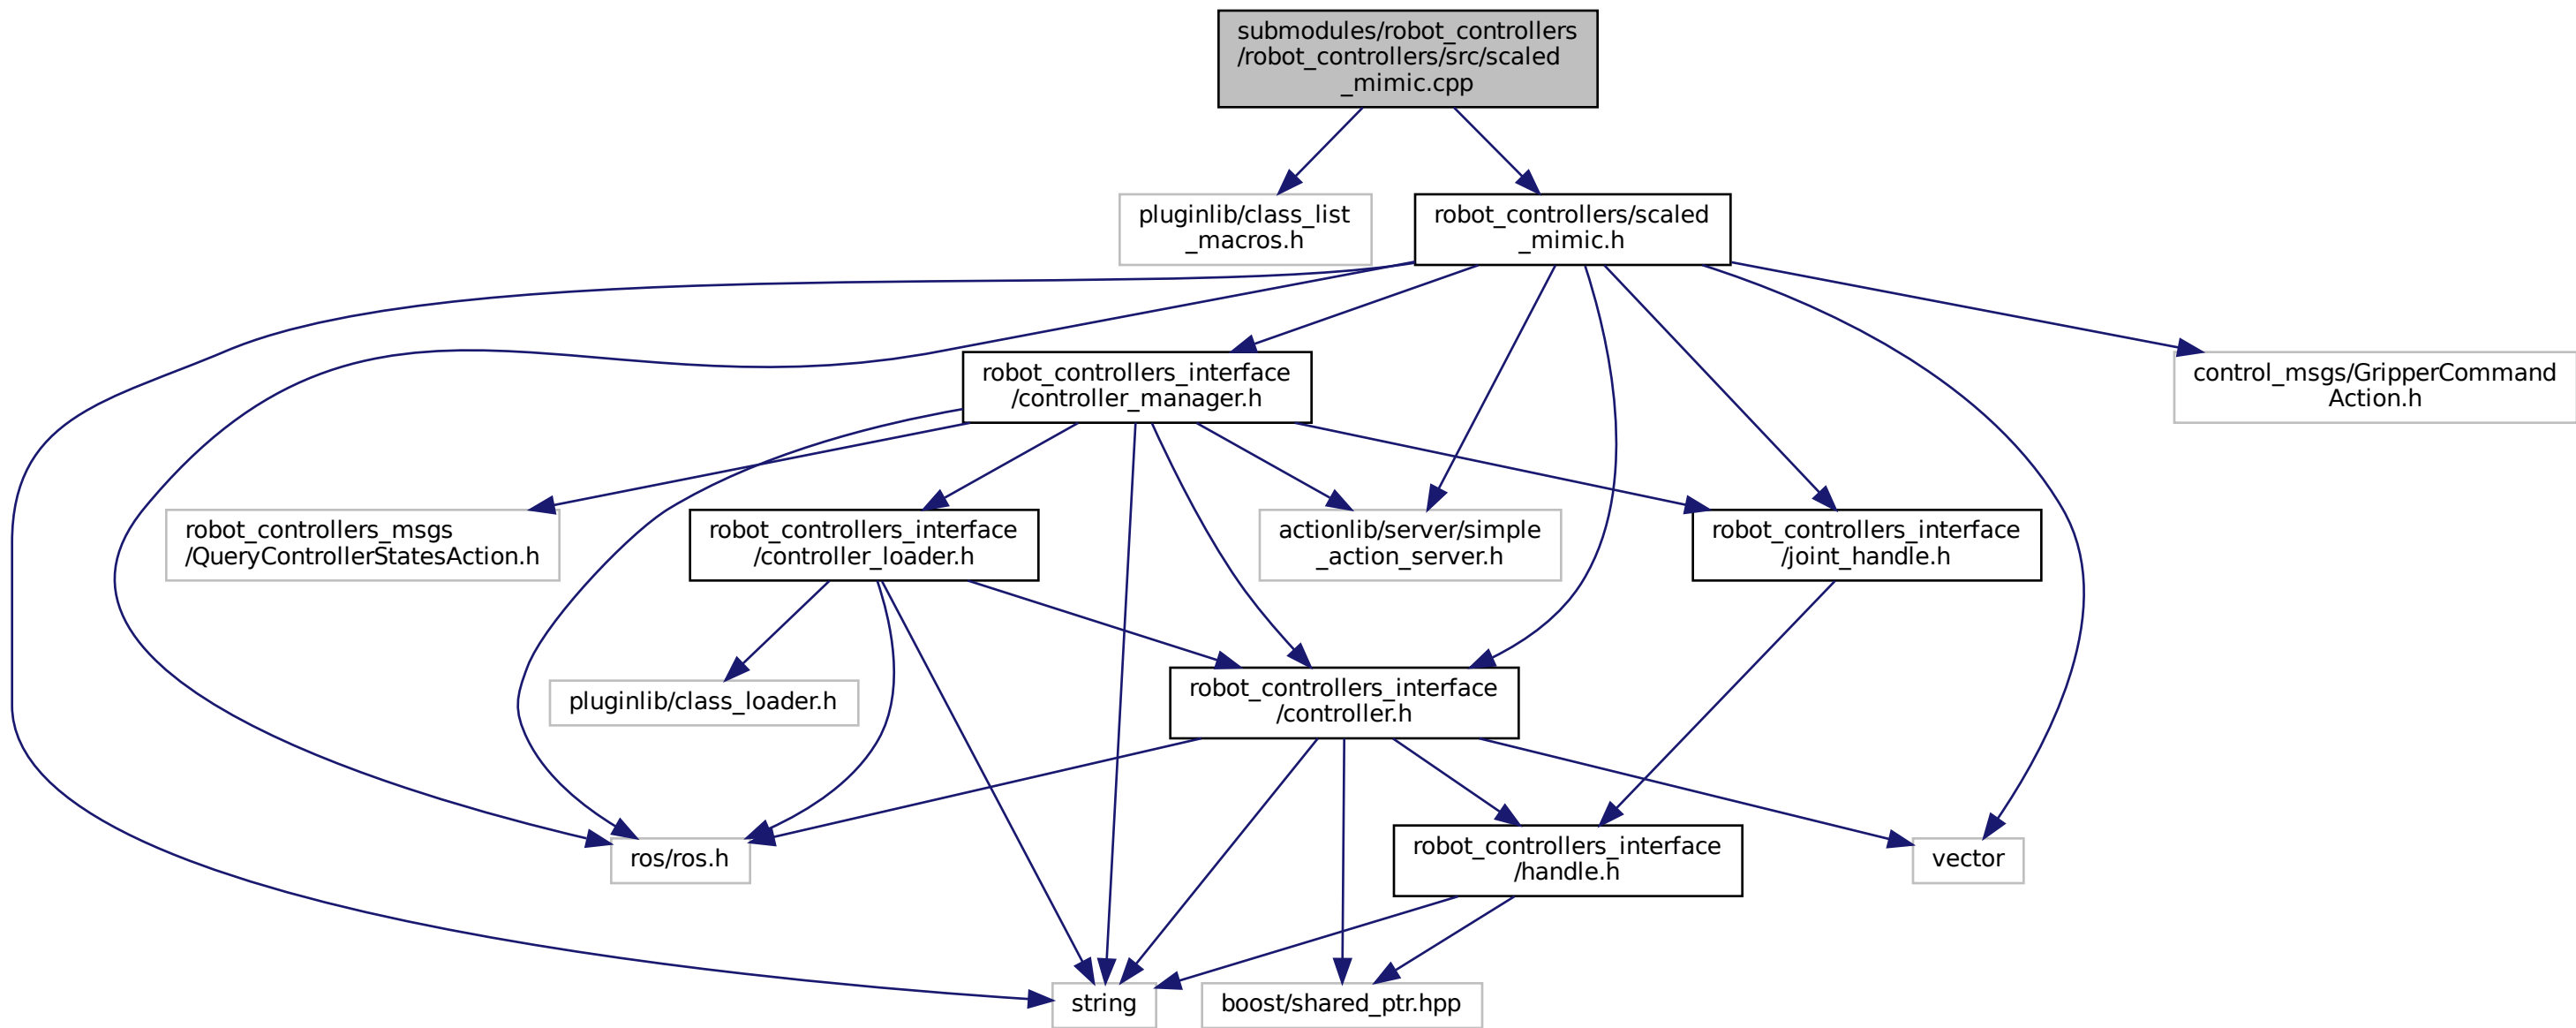 submodules/robot_controllers
/robot_controllers/src/scaled
_mimic.cpp
pluginlib/class_list
_macros.h
robot_controllers/scaled
_mimic.h
robot_controllers_interface
/controller_manager.h
control_msgs/GripperCommand
Action.h
robot_controllers_msgs
/QueryControllerStatesAction.h
robot_controllers_interface
/controller_loader.h
actionlib/server/simple
_action_server.h
robot_controllers_interface
/joint_handle.h
pluginlib/class_loader.h
robot_controllers_interface
/controller.h
ros/ros.h
robot_controllers_interface
/handle.h
vector
string
boost/shared_ptr.hpp